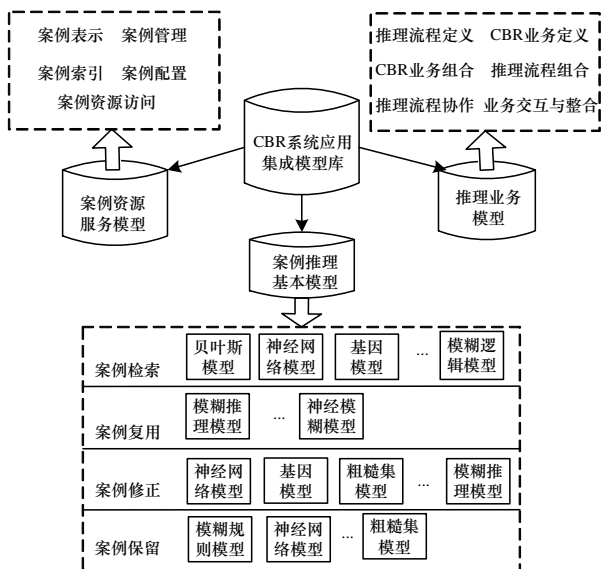 案例表示 案例管理
案例索引 案例配置
案例资源访问
推理流程定义 CBR业务定义
CBR业务组合 推理流程组合
推理流程协作 业务交互与整合
CBR系统应用
集成模型库
案例资源
服务模型
推理业务
模型
案例推理
基本模型
案例检索
贝叶斯
模型
神经网
络模型
基因
模型
...
模糊逻
辑模型
案例复用
模糊推
理模型
...
神经模
糊模型
案例修正
神经网
络模型
基因
模型
粗糙集
模型
...
模糊推
理模型
案例保留
模糊规
则模型
神经网
络模型
...
粗糙集
模型